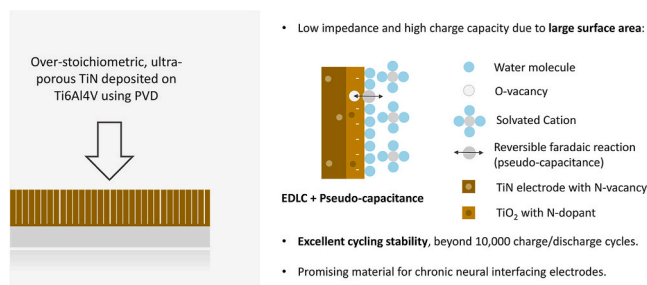 Over-stoichiometric, ultra-
porous TiN deposited on
Ti6Al4V using PVD
• Low impedance and high charge capacity due to large surface area:
Water molecule
O-vacancy
Solvated Cation
Reversible faradaic reaction
(pseudo-capacitance)
TiN electrode with N-vacancy
TiO₂ with N-dopant
EDLC + Pseudo-capacitance
• Excellent cycling stability, beyond 10,000 charge/discharge cycles.
• Promising material for chronic neural interfacing electrodes.